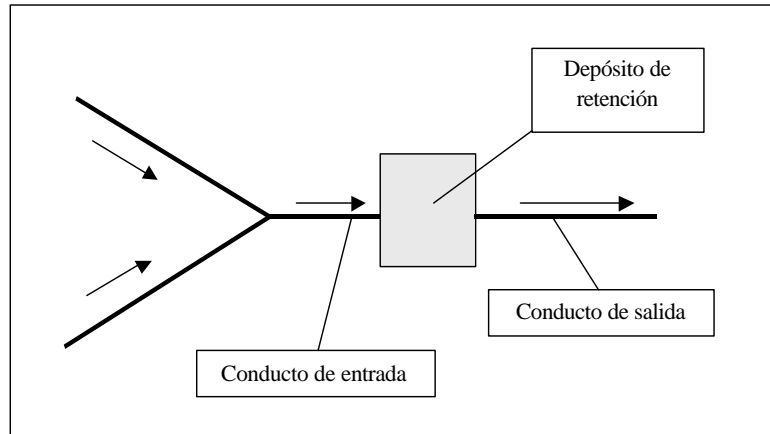 Depósito de
retención
Conducto de salida
Conducto de entrada